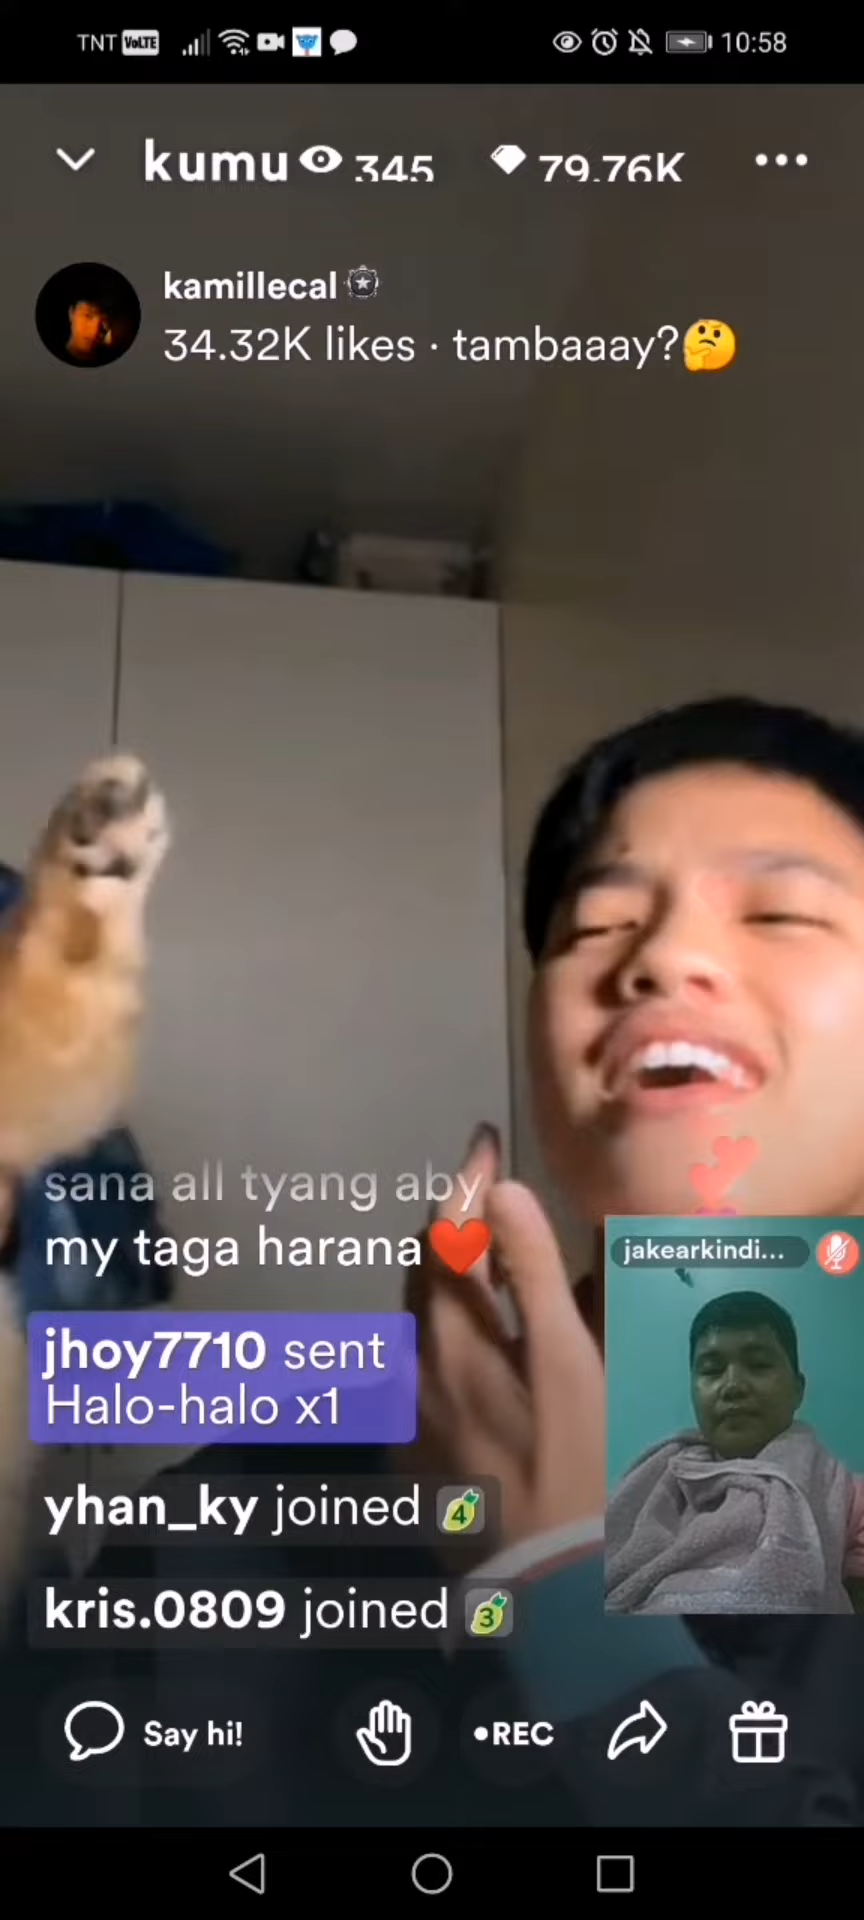 TNT VoLTE 10:58
kumu 345 79.76K
kamillecal
34.32K likes · tambaaay?🤔
sana all tyang aby
my taga harana❤️
jakearkindi...
jhoy7710 sent
Halo-halo x1
yhan_ky joined 4
kris.0809 joined 3
Say hi! •REC